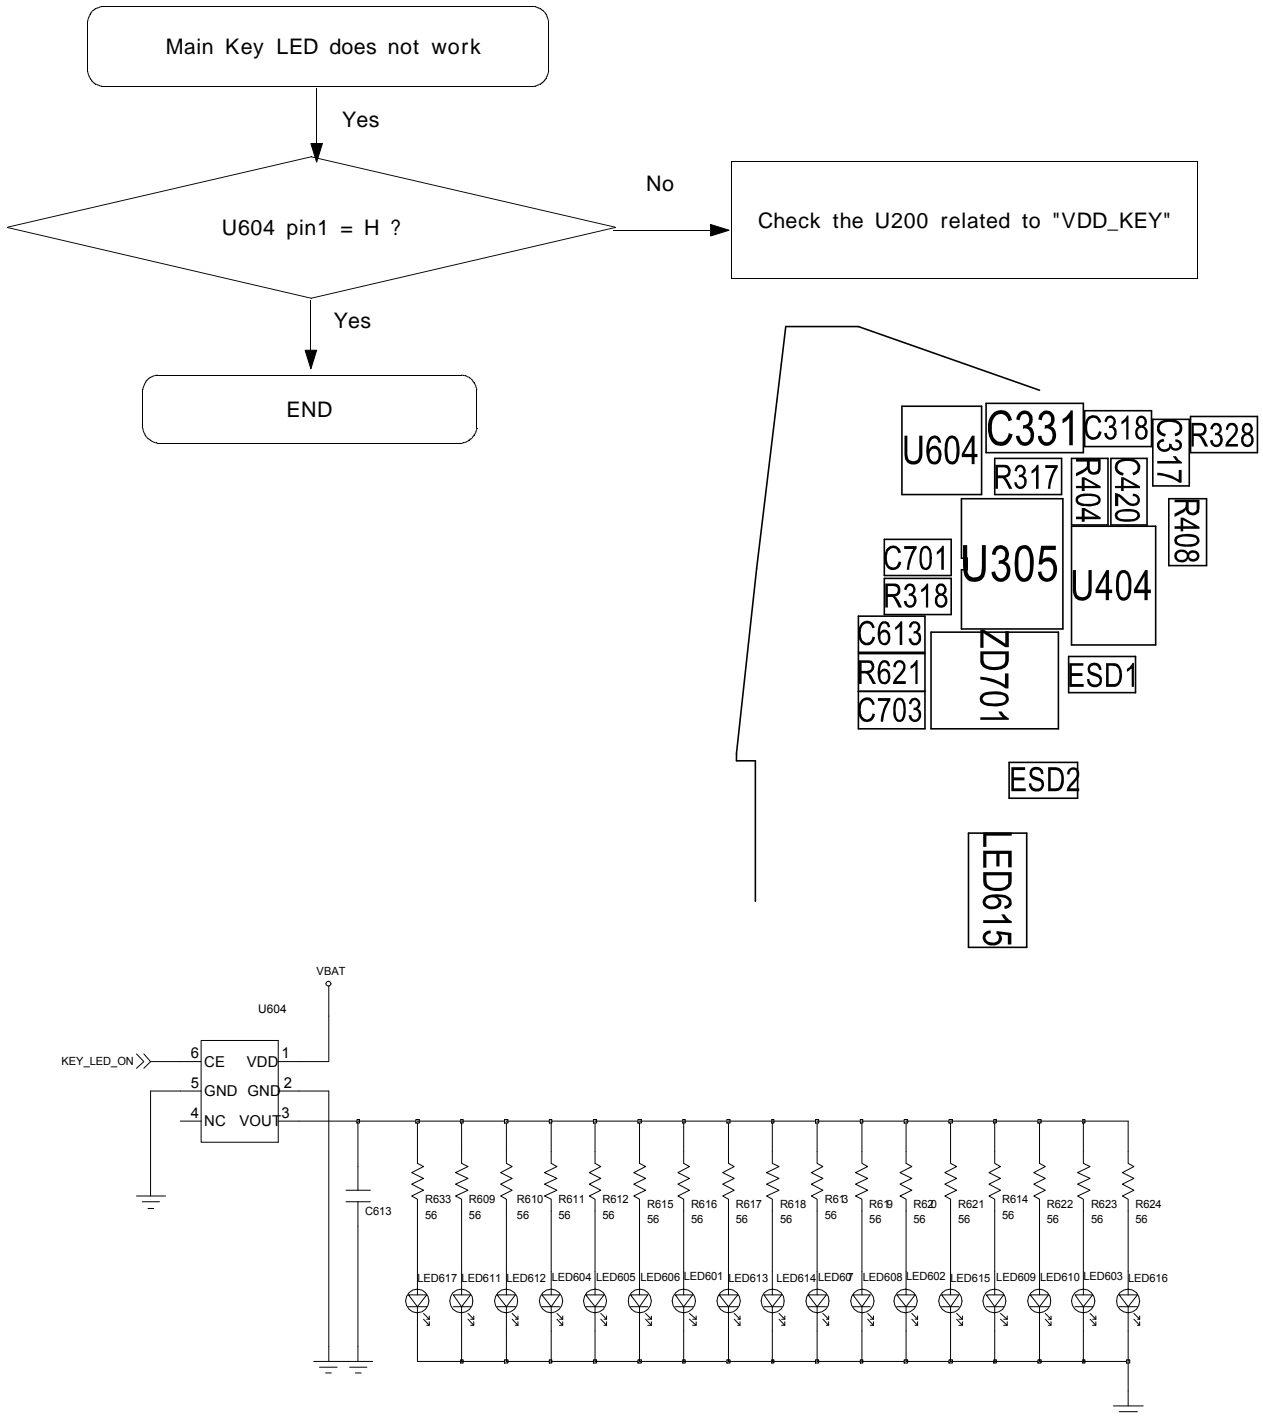 Main Key LED does not work
Yes
U604 pin1 = H ?
No
Check the U200 related to "VDD_KEY"
Yes
END
U604
C331
C318
C317
R328
R317
R404
C420
R408
C701
U305
U404
R318
C613
ZD701
R621
ESD1
C703
ESD2
LED615
VBAT
U604
KEY_LED_ON
6 CE VDD 1
5 GND GND 2
4 NC VOUT 3
C613
R633 R609 R610 R611 R612 R615 R616 R617 R618 R613 R619 R620 R621 R614 R622 R623 R624
56 56 56 56 56 56 56 56 56 56 56 56 56 56 56 56 56
LED617 LED611 LED612 LED604 LED605 LED606 LED601 LED613 LED614 LED607 LED608 LED602 LED615 LED609 LED610 LED603 LED616